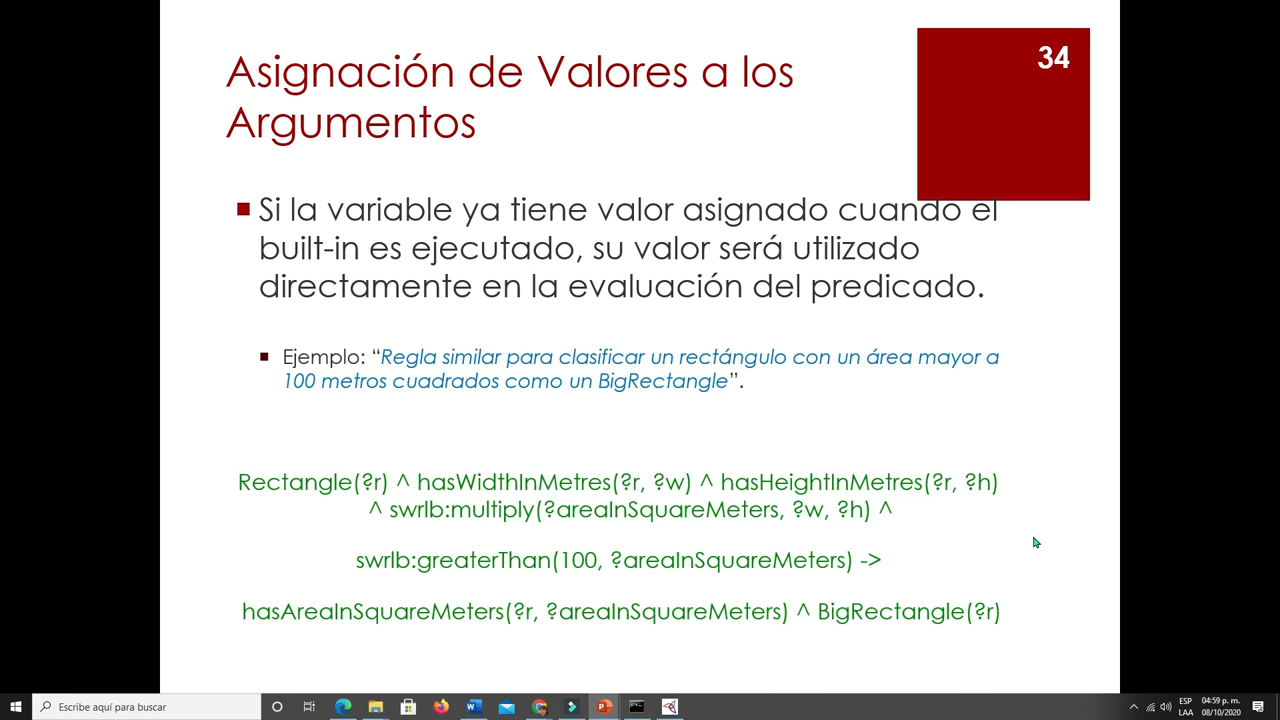 34
Asignación de Valores a los
Argumentos
Si la variable ya tiene valor asignado cuando el
built-in es ejecutado, su valor será utilizado
directamente en la evaluación del predicado.
Ejemplo: “Regla similar para clasificar un rectángulo con un área mayor a
100 metros cuadrados como un BigRectangle”.
Rectangle(?r) ^ hasWidthInMetres(?r, ?w) ^ hasHeightInMetres(?r, ?h)
^ swrlb:multiply(?areaInSquareMeters, ?w, ?h) ^
swrlb:greaterThan(100, ?areaInSquareMeters) ->
hasAreaInSquareMeters(?r, ?areaInSquareMeters) ^ BigRectangle(?r)
Escribe aquí para buscar
ESP
LAA
04:59 p. m.
08/10/2020